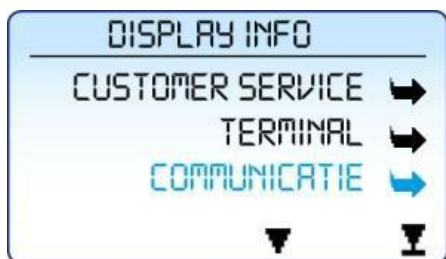 DISPLAY INFO
CUSTOMER SERVICE
TERMINAL
COMMUNICATIE